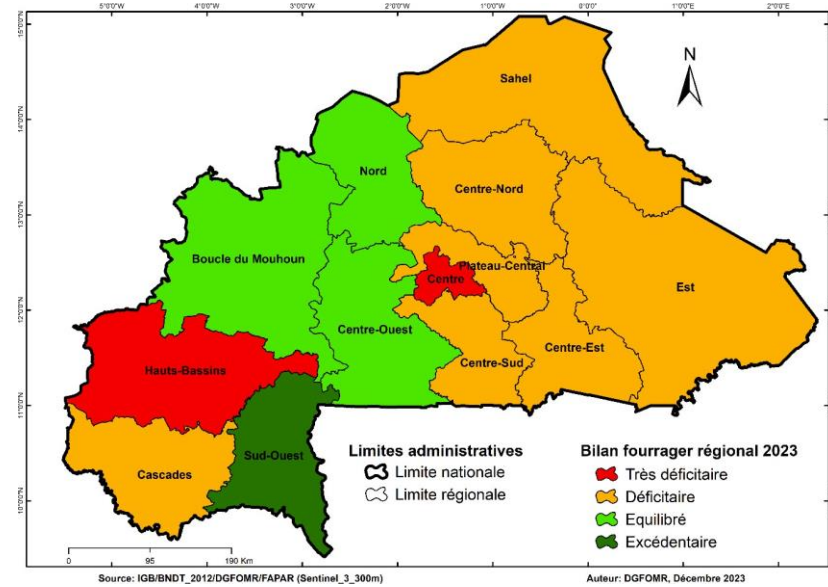 5°0'0"W 4°0'0"W 3°0'0"W 2°0'0"W 1°0'0"W 0°0'0" 1°0'0"E 2°0'0"E
15°0'0"N
14°0'0"N
13°0'0"N
12°0'0"N
11°0'0"N
10°0'0"N
N
Sahel
Nord
Centre-Nord
Boucle du Mouhoun
Plateau-Central
Centre
Est
Centre-Ouest
Centre-Est
Centre-Sud
Hauts-Bassins
Sud-Ouest
Cascades
Limites administratives
Limite nationale
Limite régionale
Bilan fourrager régional 2023
Très déficitaire
Déficitaire
Equilibré
Excédentaire
0 95 190 Km
Source: IGB/BNDT_2012/DGFOMR/FAPAR (Sentinel_3_300m) Auteur: DGFOMR, Décembre 2023